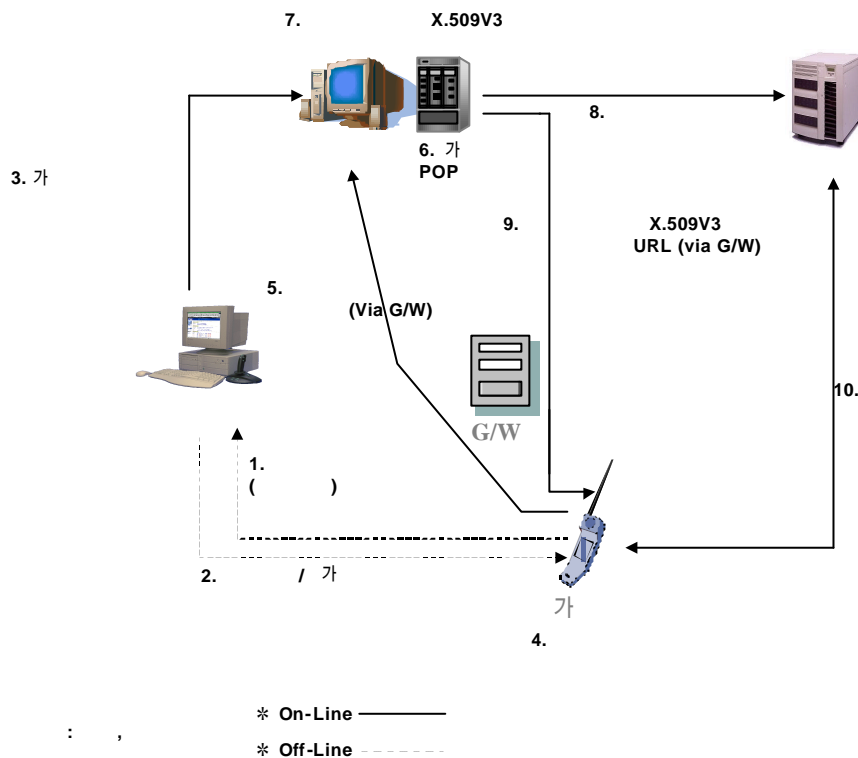 7. X.509V3
8.
6. 가
POP
3. 가
9. X.509V3
URL (via G/W)
5.
(Via G/W)
10.
G/W
1.
( )
2. / 가
가
4.
✽ On-Line
: ,
✽ Off-Line